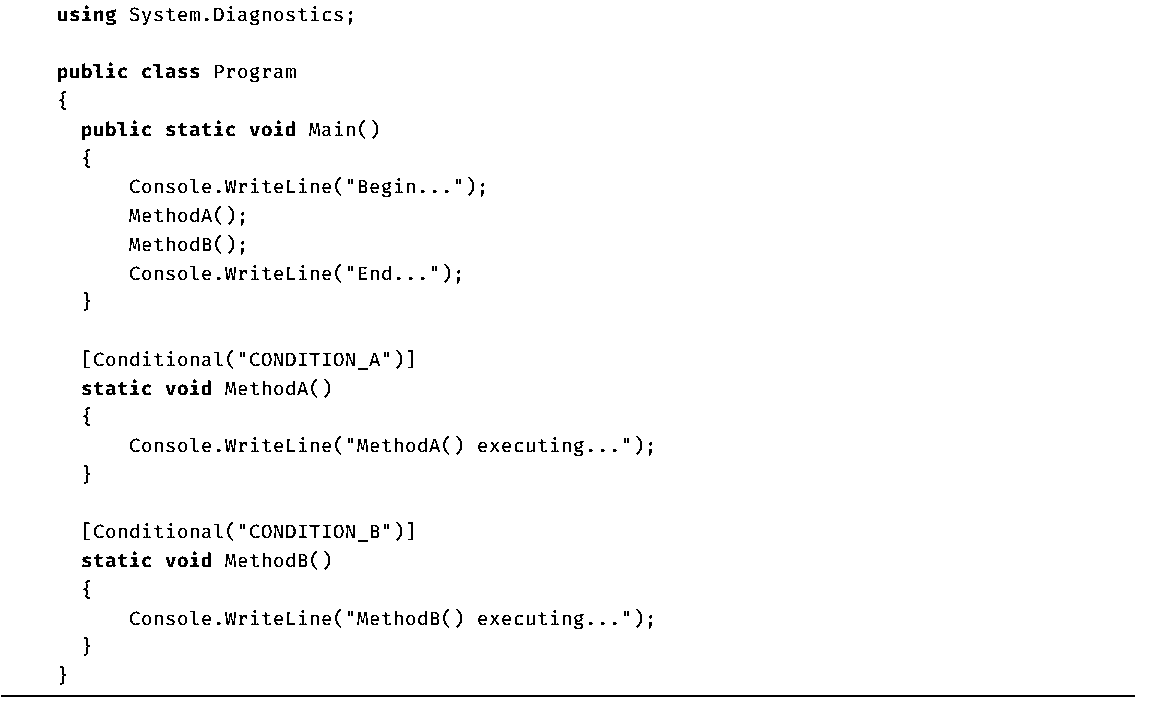 using System.Diagnostics;
public class Program
{
public static void Main()
{
Console.WriteLine("Begin...");
MethodA();
MethodB();
Console.WriteLine("End...");
}
[Conditional("CONDITION_A")]
static void MethodA()
{
Console.WriteLine("MethodA() executing...");
}
[Conditional("CONDITION_B")]
static void MethodB()
{
Console.WriteLine("MethodB() executing...");
}
}